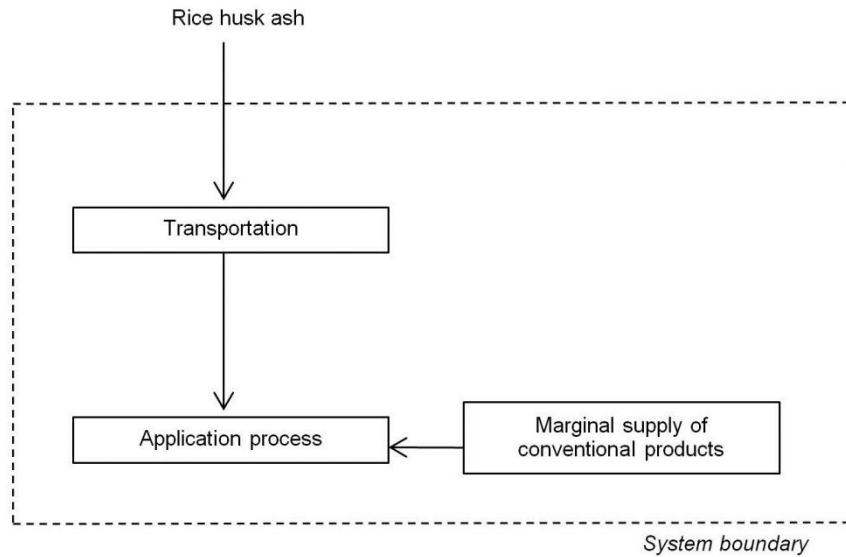 Rice husk ash
Transportation
Application process
Marginal supply of
conventional products
System boundary